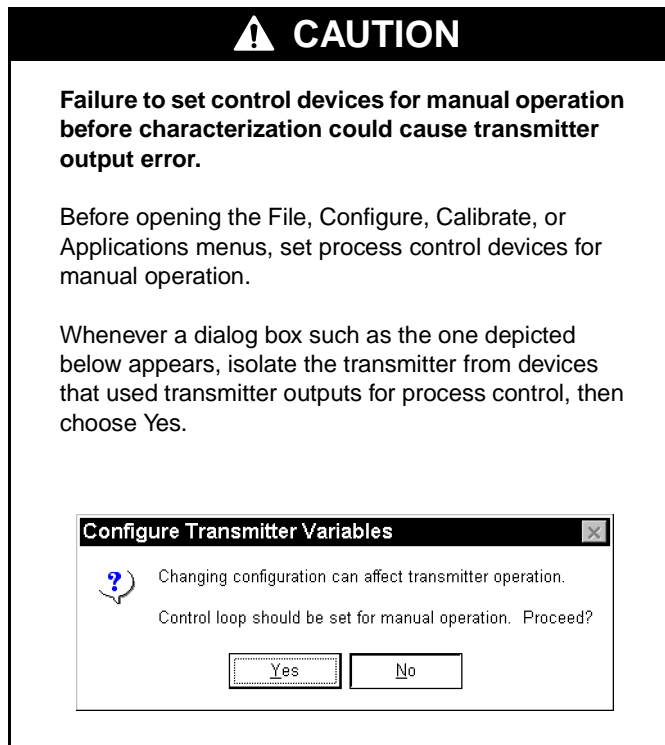 CAUTION
Failure to set control devices for manual operation
before characterization could cause transmitter
output error.
Before opening the File, Configure, Calibrate, or
Applications menus, set process control devices for
manual operation.
Whenever a dialog box such as the one depicted
below appears, isolate the transmitter from devices
that used transmitter outputs for process control, then
choose Yes.
Configure Transmitter Variables
Changing configuration can affect transmitter operation.
Control loop should be set for manual operation. Proceed?
Yes No